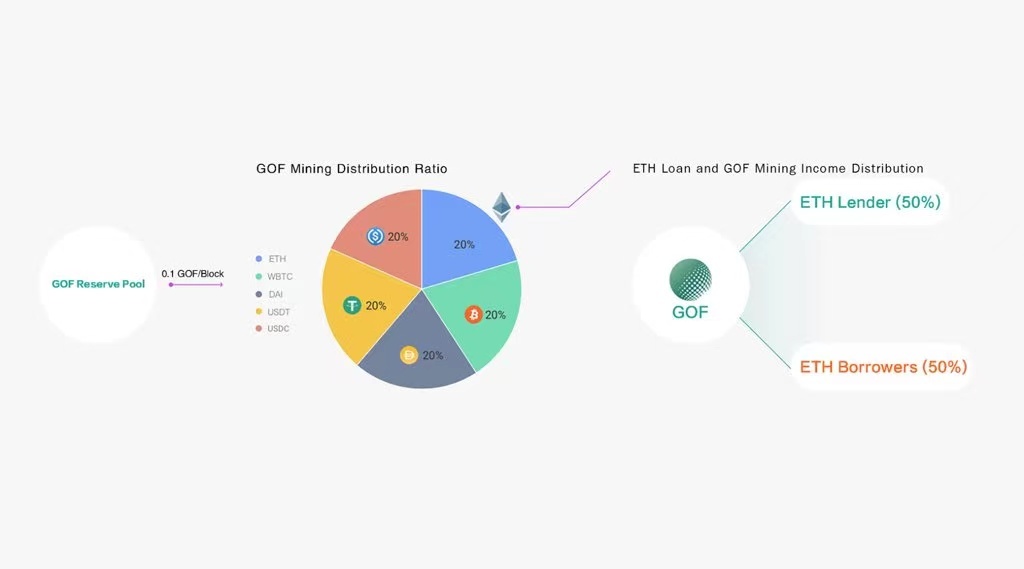 GOF Mining Distribution Ratio
ETH Loan and GOF Mining Income Distribution
GOF Reserve Pool
0.1 GOF/Block
ETH
WBTC
DAI
USDT
USDC
20%
20%
20%
20%
20%
GOF
ETH Lender (50%)
ETH Borrowers (50%)